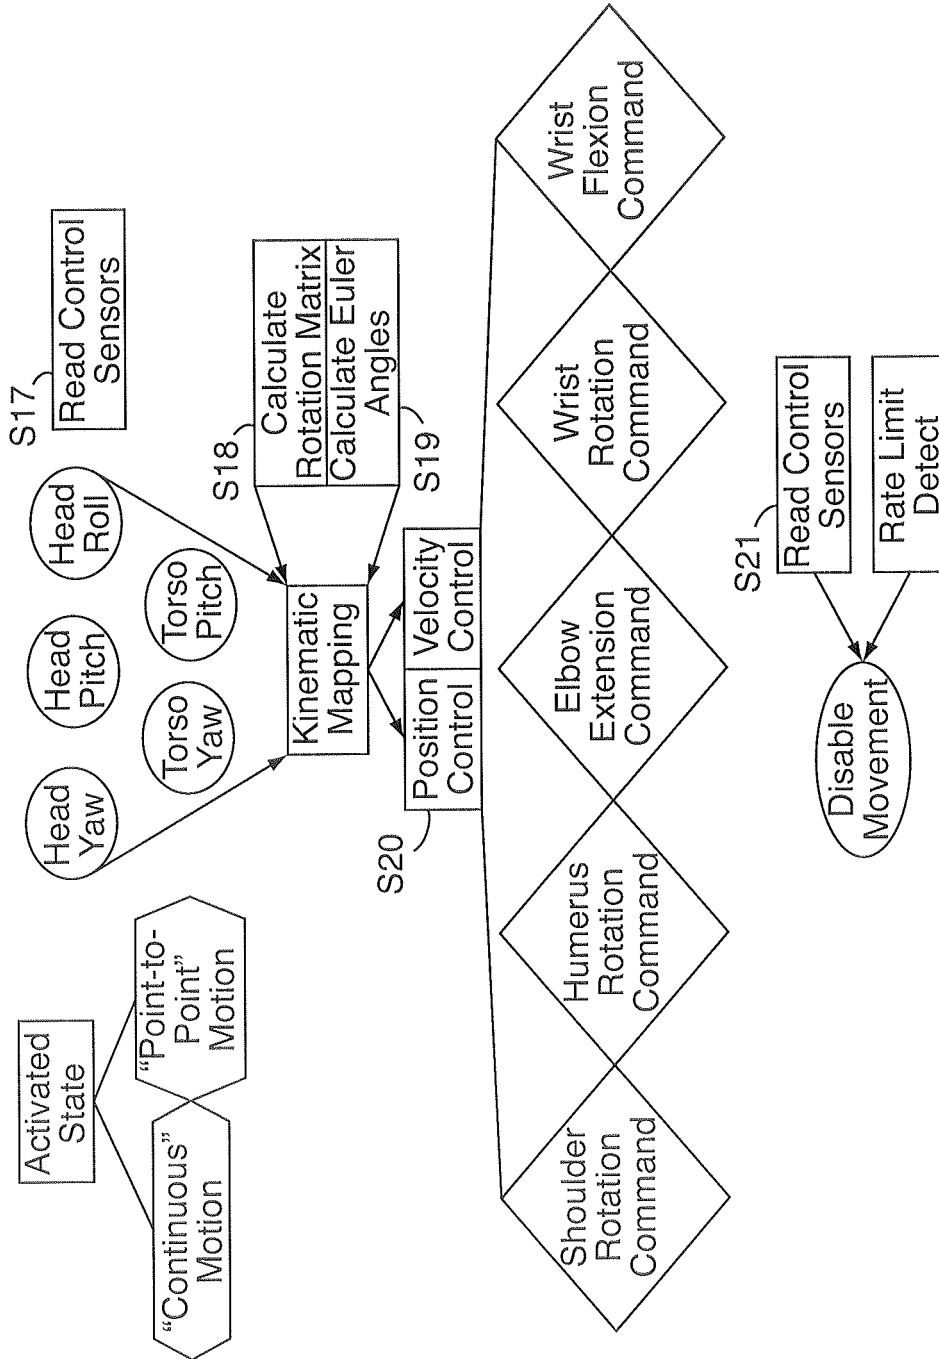 Activated
State
"Continuous"
Motion
"Point-to-
Point"
Motion
Head
Yaw
Head
Pitch
Head
Roll
Torso
Yaw
Torso
Pitch
S17
Read Control
Sensors
Kinematic
Mapping
S18
Calculate
Rotation Matrix
Calculate Euler
Angles
S19
S20
Position
Control
Velocity
Control
Shoulder
Rotation
Command
Humerus
Rotation
Command
Elbow
Extension
Command
Wrist
Rotation
Command
Wrist
Flexion
Command
Disable
Movement
S21
Read Control
Sensors
Rate Limit
Detect